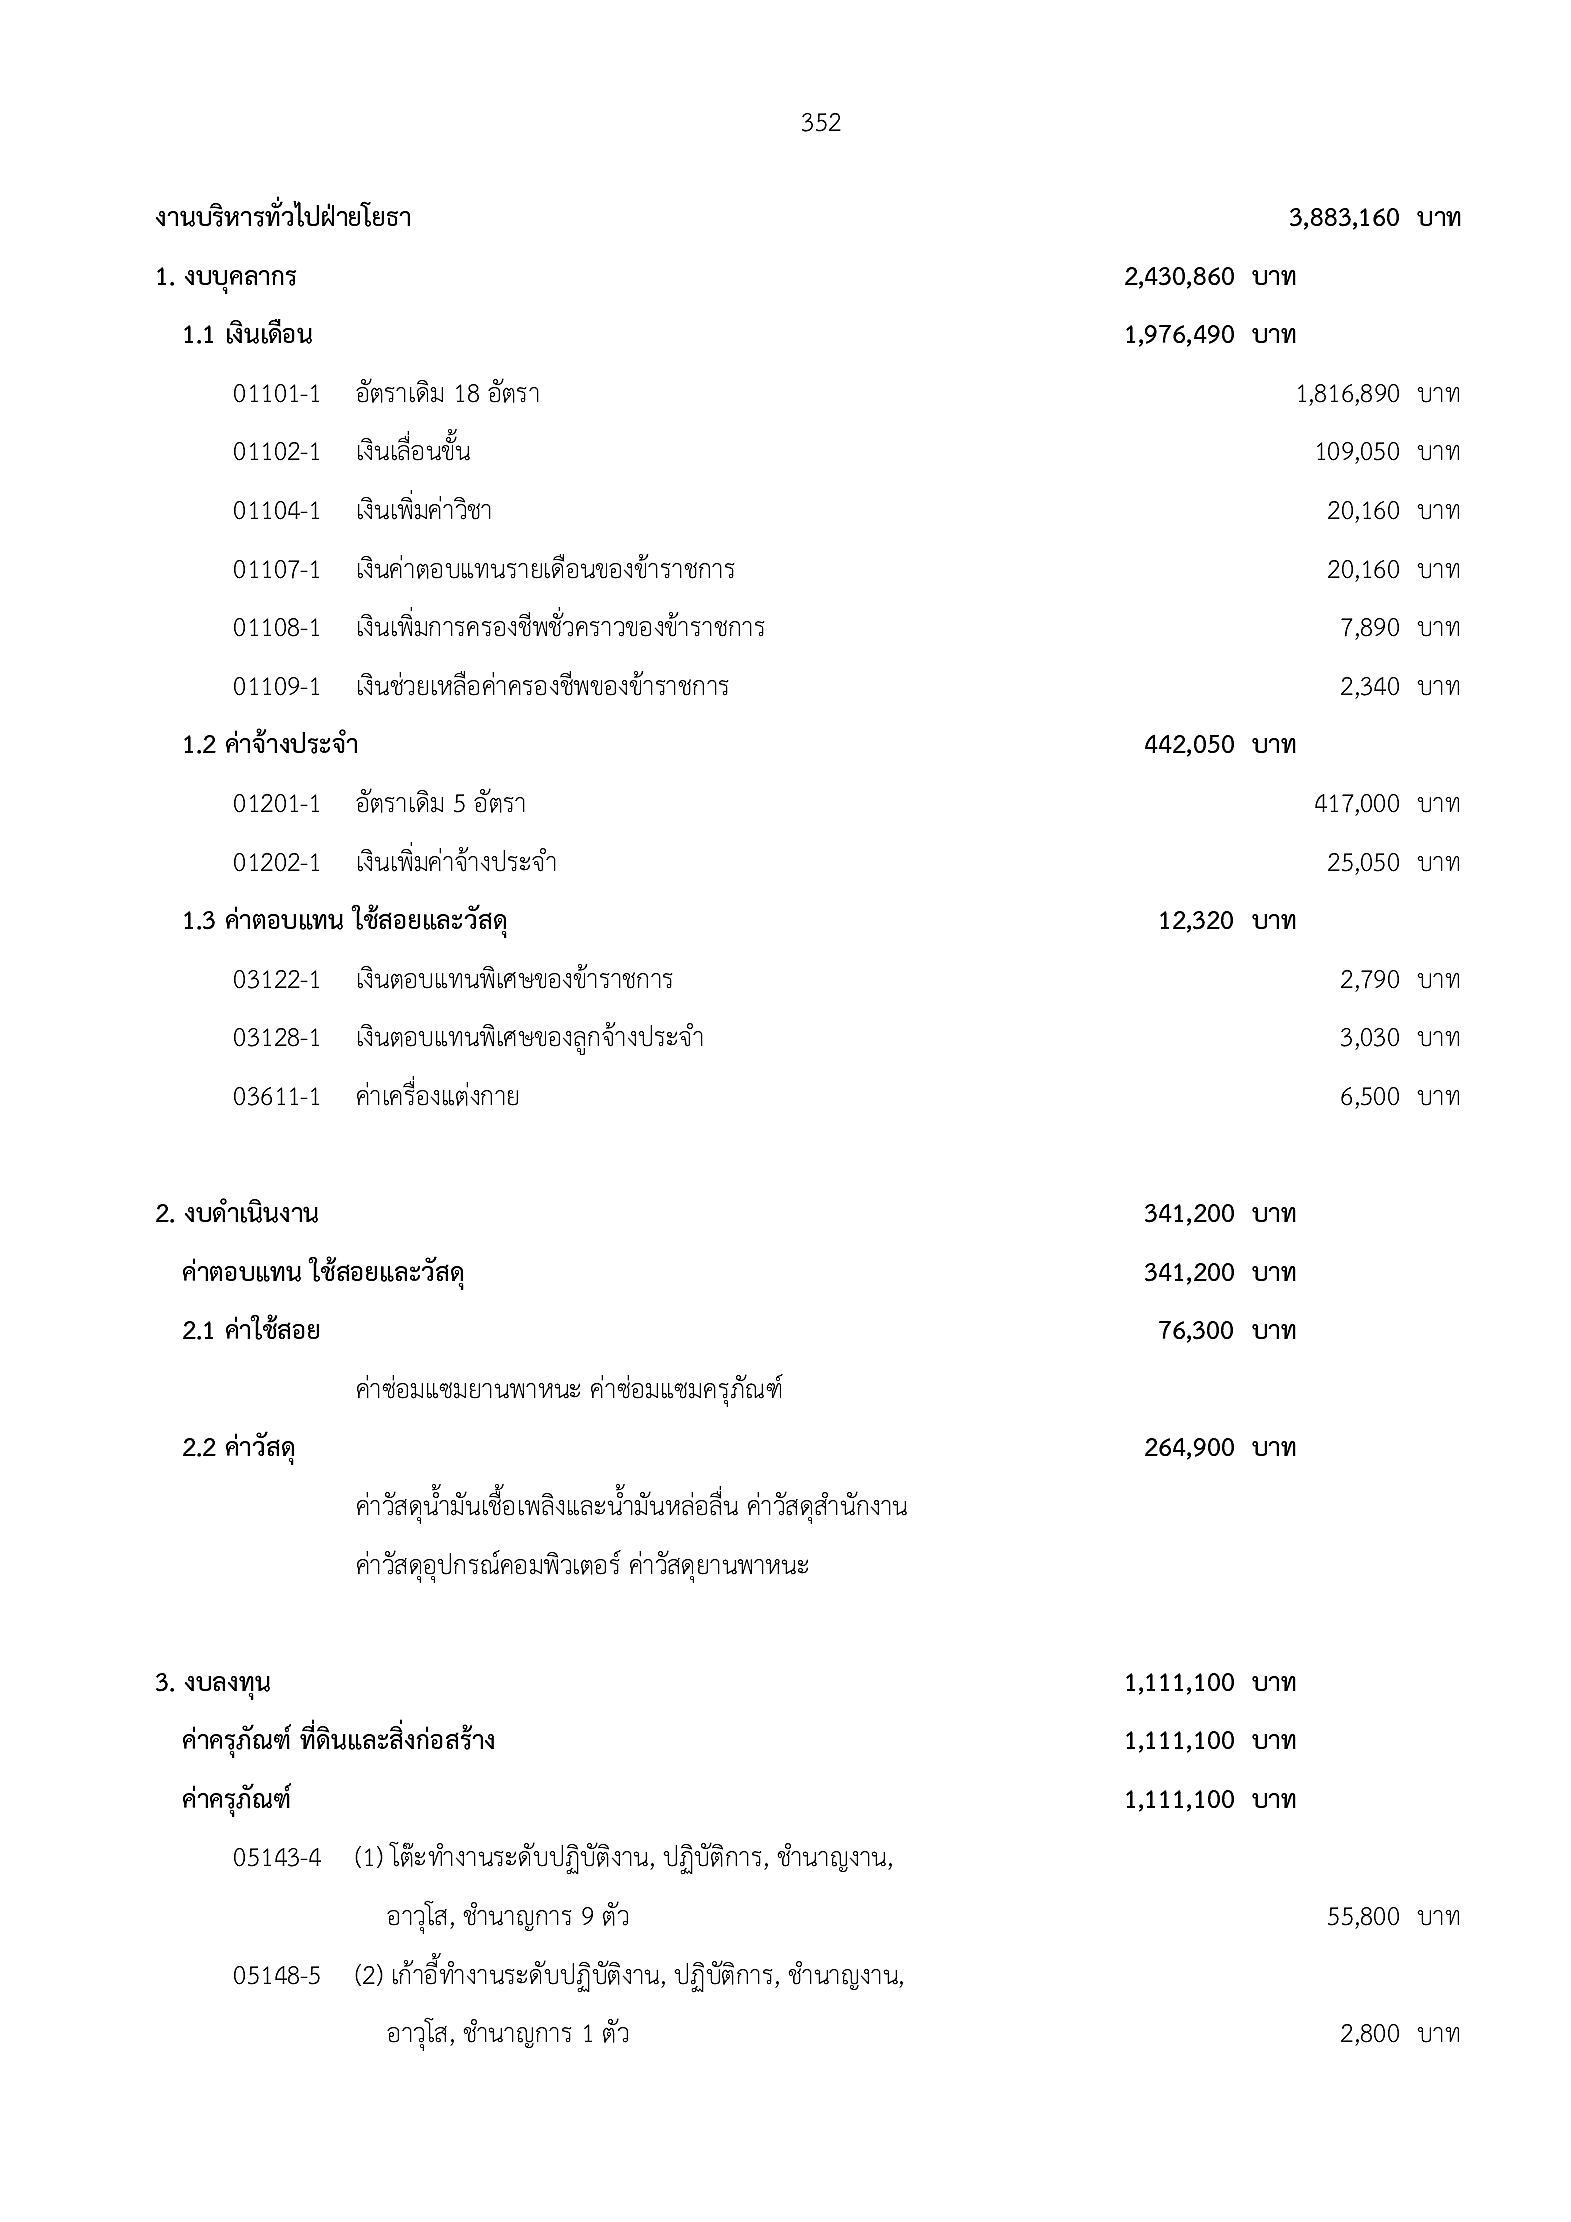 352
งานบริหารทั่วไปฝ่ายโยธา 3,883,160 บาท
1. งบบุคลากร 2,430,860 บาท
1.1 เงินเดือน 1,976,490 บาท
01101-1 อัตราเดิม 18 อัตรา 1,816,890 บาท
01102-1 เงินเลื่อนขั้น 109,050 บาท
01104-1 เงินเพิ่มค่าวิชา 20,160 บาท
01107-1 เงินค่าตอบแทนรายเดือนของข้าราชการ 20,160 บาท
01108-1 เงินเพิ่มการครองชีพชั่วคราวของข้าราชการ 7,890 บาท
01109-1 เงินช่วยเหลือค่าครองชีพของข้าราชการ 2,340 บาท
1.2 ค่าจ้างประจำ 442,050 บาท
01201-1 อัตราเดิม 5 อัตรา 417,000 บาท
01202-1 เงินเพิ่มค่าจ้างประจำ 25,050 บาท
1.3 ค่าตอบแทน ใช้สอยและวัสดุ 12,320 บาท
03122-1 เงินตอบแทนพิเศษของข้าราชการ 2,790 บาท
03128-1 เงินตอบแทนพิเศษของลูกจ้างประจำ 3,030 บาท
03611-1 ค่าเครื่องแต่งกาย 6,500 บาท
2. งบดำเนินงาน 341,200 บาท
ค่าตอบแทน ใช้สอยและวัสดุ 341,200 บาท
2.1 ค่าใช้สอย 76,300 บาท
ค่าซ่อมแซมยานพาหนะ ค่าซ่อมแซมครุภัณฑ์
2.2 ค่าวัสดุ 264,900 บาท
ค่าวัสดุน้ำมันเชื้อเพลิงและน้ำมันหล่อลื่น ค่าวัสดุสำนักงาน
ค่าวัสดุอุปกรณ์คอมพิวเตอร์ ค่าวัสดุยานพาหนะ
3. งบลงทุน 1,111,100 บาท
ค่าครุภัณฑ์ ที่ดินและสิ่งก่อสร้าง 1,111,100 บาท
ค่าครุภัณฑ์ 1,111,100 บาท
05143-4 (1) โต๊ะทำงานระดับปฏิบัติงาน, ปฏิบัติการ, ชำนาญงาน,
อาวุโส, ชำนาญการ 9 ตัว 55,800 บาท
05148-5 (2) เก้าอี้ทำงานระดับปฏิบัติงาน, ปฏิบัติการ, ชำนาญงาน,
อาวุโส, ชำนาญการ 1 ตัว 2,800 บาท